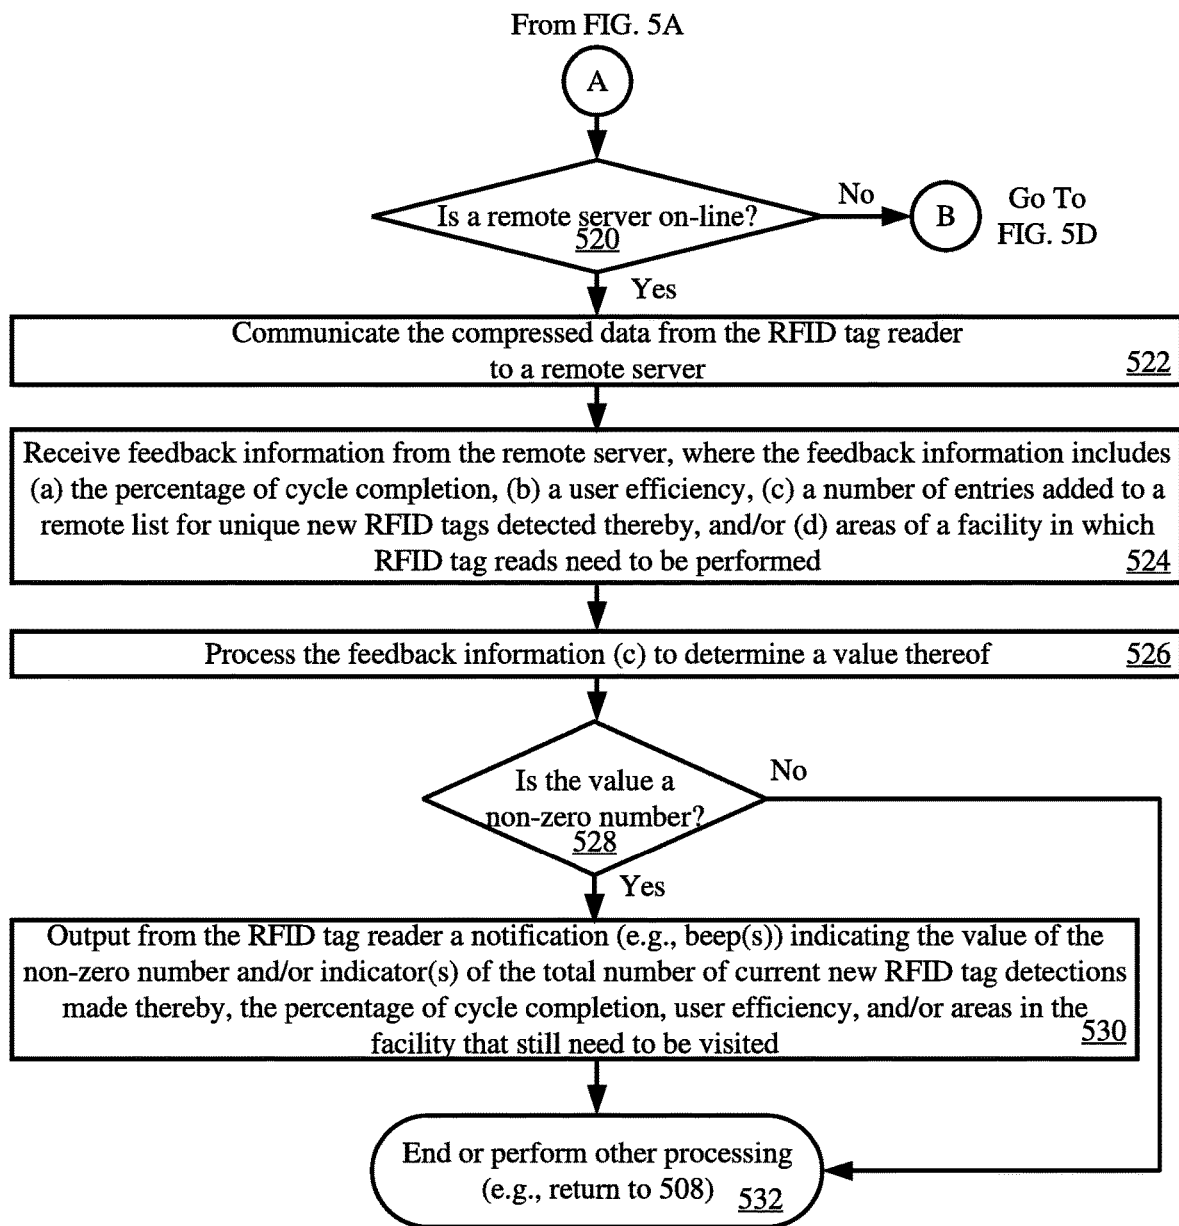 From FIG. 5A
A
Is a remote server on-line?
520
No
B
Go To
FIG. 5D
Yes
Communicate the compressed data from the RFID tag reader
to a remote server
522
Receive feedback information from the remote server, where the feedback information includes
(a) the percentage of cycle completion, (b) a user efficiency, (c) a number of entries added to a
remote list for unique new RFID tags detected thereby, and/or (d) areas of a facility in which
RFID tag reads need to be performed
524
Process the feedback information (c) to determine a value thereof
526
Is the value a
non-zero number?
528
No
Yes
Output from the RFID tag reader a notification (e.g., beep(s)) indicating the value of the
non-zero number and/or indicator(s) of the total number of current new RFID tag detections
made thereby, the percentage of cycle completion, user efficiency, and/or areas in the
facility that still need to be visited
530
End or perform other processing
(e.g., return to 508)
532